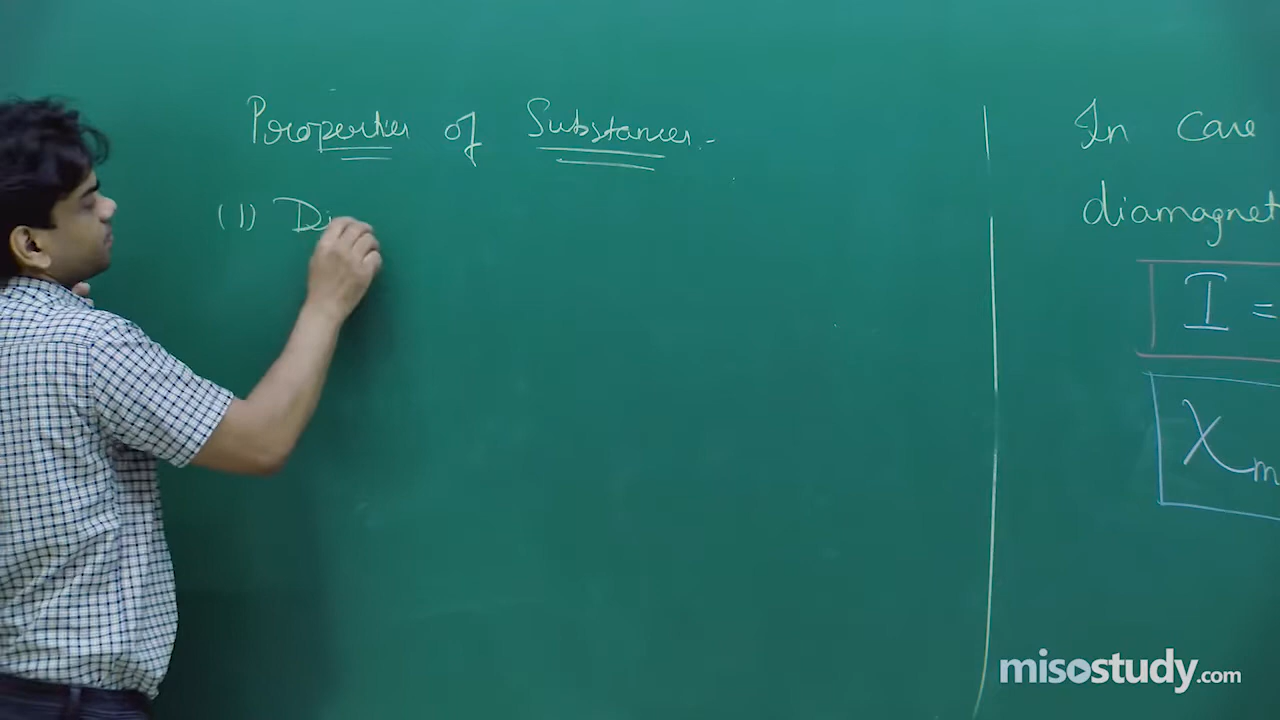 Properties of Substances.
(1) Di
In case
diamagnet
I =
χm
misostudy.com